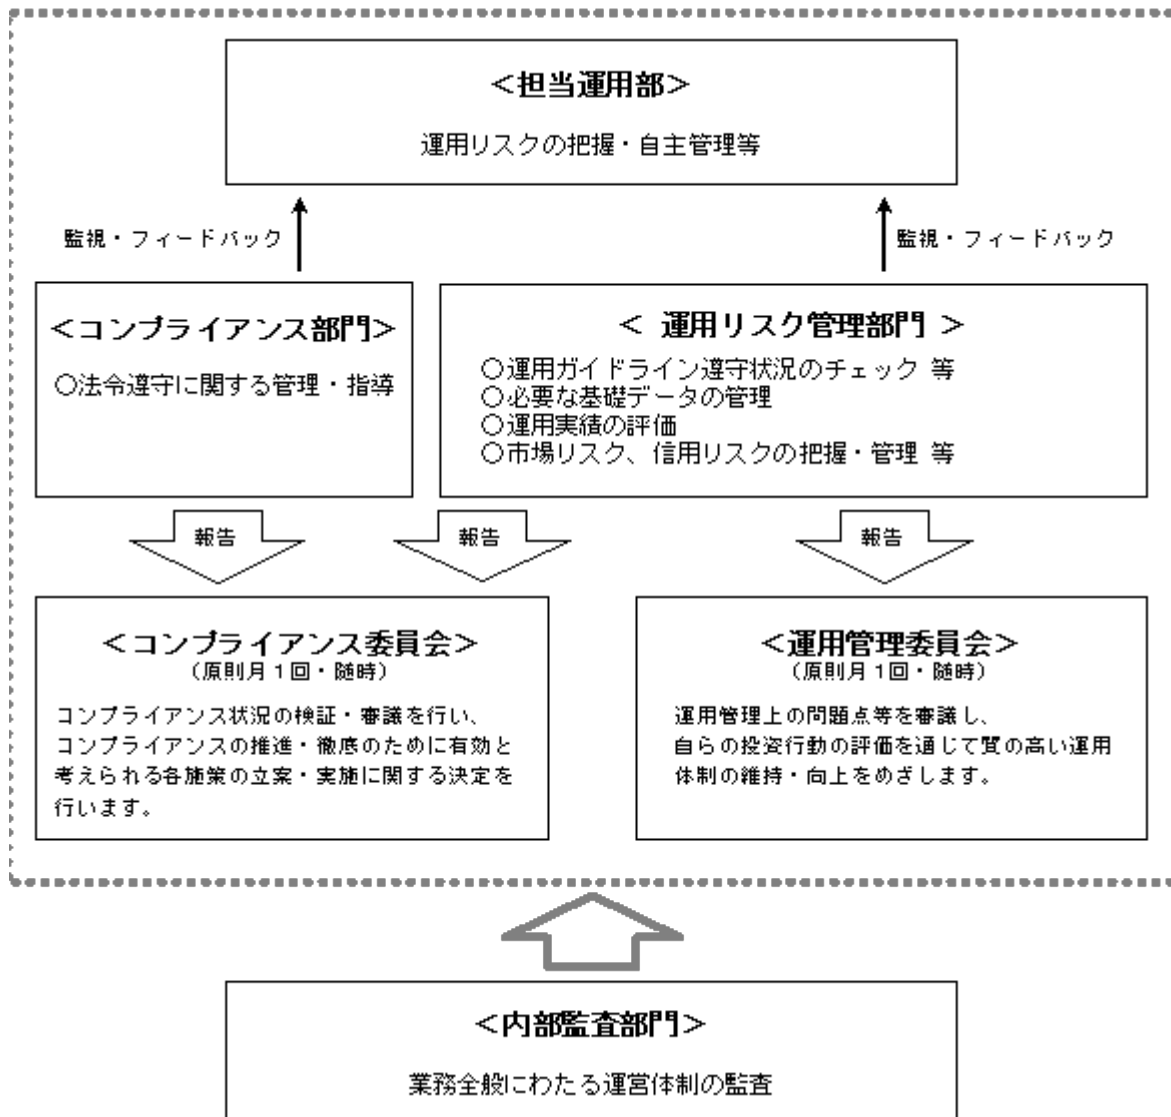 ＜担当運用部＞
運用リスクの把握・自主管理等
監視・フィードバック
監視・フィードバック
＜コンプライアンス部門＞
○法令遵守に関する管理・指導
＜ 運用リスク管理部門 ＞
○運用ガイドライン遵守状況のチェック 等
○必要な基礎データの管理
○運用実績の評価
○市場リスク、信用リスクの把握・管理 等
報告
報告
報告
＜コンプライアンス委員会＞
（原則月１回・随時）
コンプライアンス状況の検証・審議を行い、
コンプライアンスの推進・徹底のために有効と
考えられる各施策の立案・実施に関する決定を
行います。
＜運用管理委員会＞
（原則月１回・随時）
運用管理上の問題点等を審議し、
自らの投資行動の評価を通じて質の高い運用
体制の維持・向上をめざします。
＜内部監査部門＞
業務全般にわたる運営体制の監査